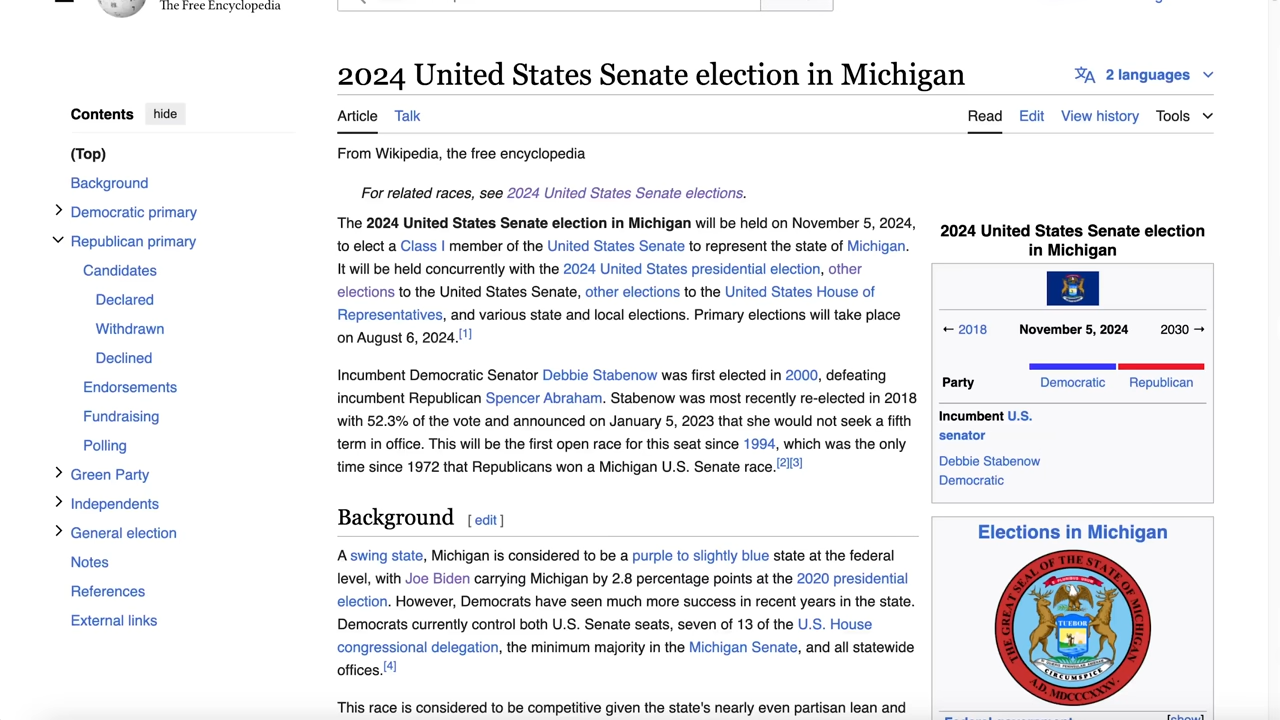 The Free Encyclopedia
2024 United States Senate election in Michigan
2 languages
Contents hide
Article Talk
Read Edit View history Tools
(Top)
Background
Democratic primary
Republican primary
Candidates
Declared
Withdrawn
Declined
Endorsements
Fundraising
Polling
Green Party
Independents
General election
Notes
References
External links
From Wikipedia, the free encyclopedia
For related races, see 2024 United States Senate elections.
The 2024 United States Senate election in Michigan will be held on November 5, 2024,
to elect a Class I member of the United States Senate to represent the state of Michigan.
It will be held concurrently with the 2024 United States presidential election, other
elections to the United States Senate, other elections to the United States House of
Representatives, and various state and local elections. Primary elections will take place
on August 6, 2024.[1]
Incumbent Democratic Senator Debbie Stabenow was first elected in 2000, defeating
incumbent Republican Spencer Abraham. Stabenow was most recently re-elected in 2018
with 52.3% of the vote and announced on January 5, 2023 that she would not seek a fifth
term in office. This will be the first open race for this seat since 1994, which was the only
time since 1972 that Republicans won a Michigan U.S. Senate race.[2][3]
Background [ edit ]
A swing state, Michigan is considered to be a purple to slightly blue state at the federal
level, with Joe Biden carrying Michigan by 2.8 percentage points at the 2020 presidential
election. However, Democrats have seen much more success in recent years in the state.
Democrats currently control both U.S. Senate seats, seven of 13 of the U.S. House
congressional delegation, the minimum majority in the Michigan Senate, and all statewide
offices.[4]
This race is considered to be competitive given the state's nearly even partisan lean and
2024 United States Senate election
in Michigan
← 2018 November 5, 2024 2030 →
Party Democratic Republican
Incumbent U.S.
senator
Debbie Stabenow
Democratic
Elections in Michigan
THE GREAT SEAL OF THE STATE OF MICHIGAN
E PLURIBUS UNUM
TUEBOR
CIRCUMSPICE
A.D. MDCCCXXXV.
Federal government [show]